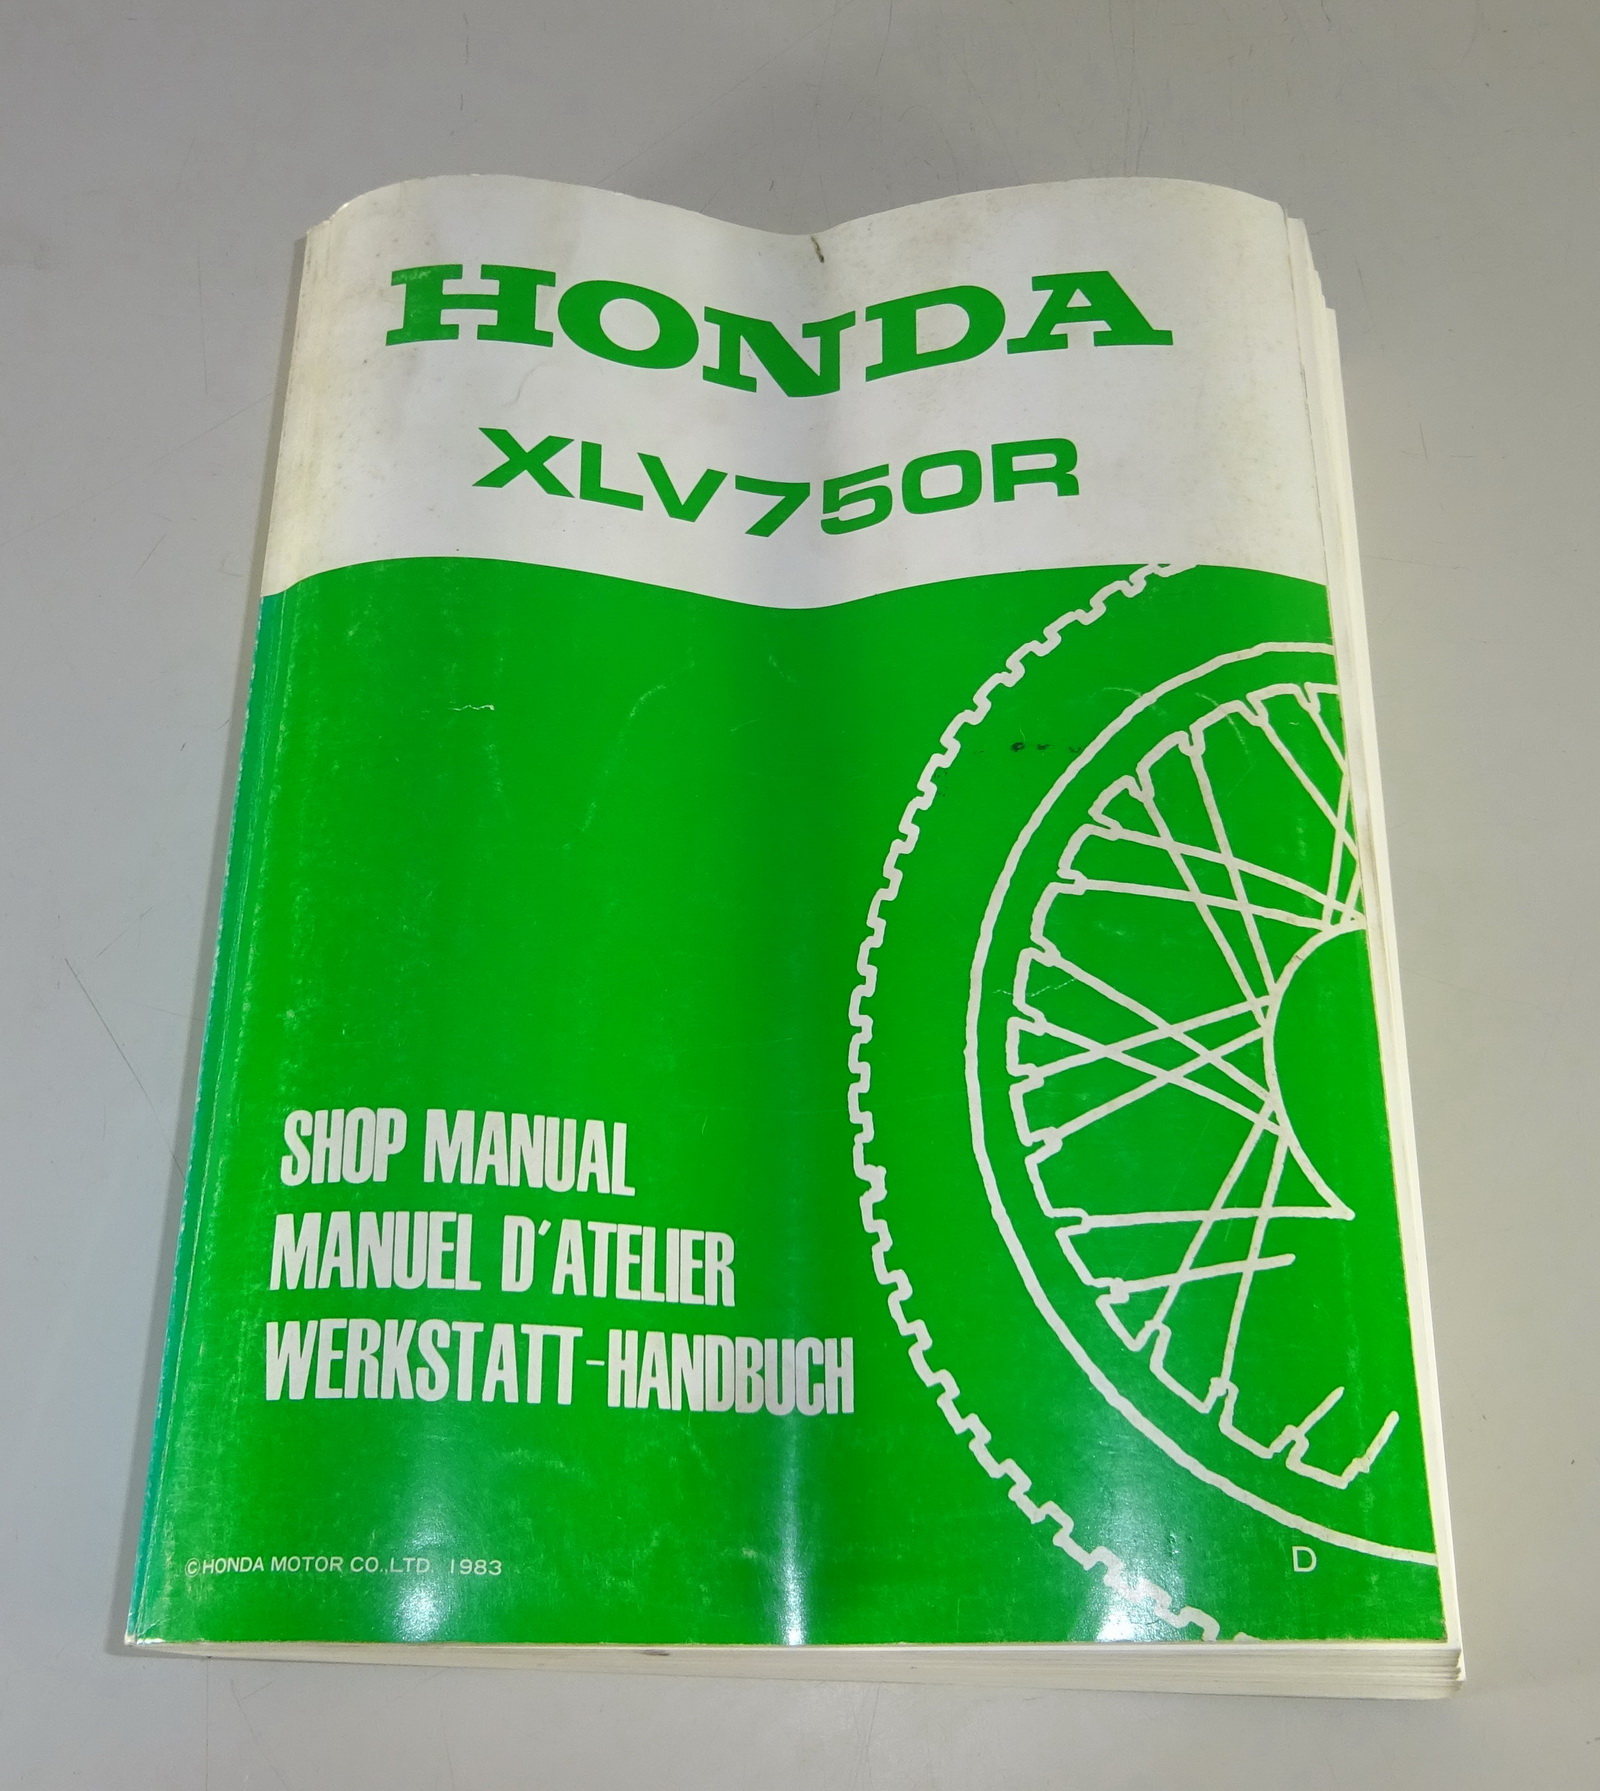 HONDA
XLV750R
SHOP MANUAL
MANUEL D'ATELIER
WERKSTATT-HANDBUCH
©HONDA MOTOR CO.,LTD. 1983
D